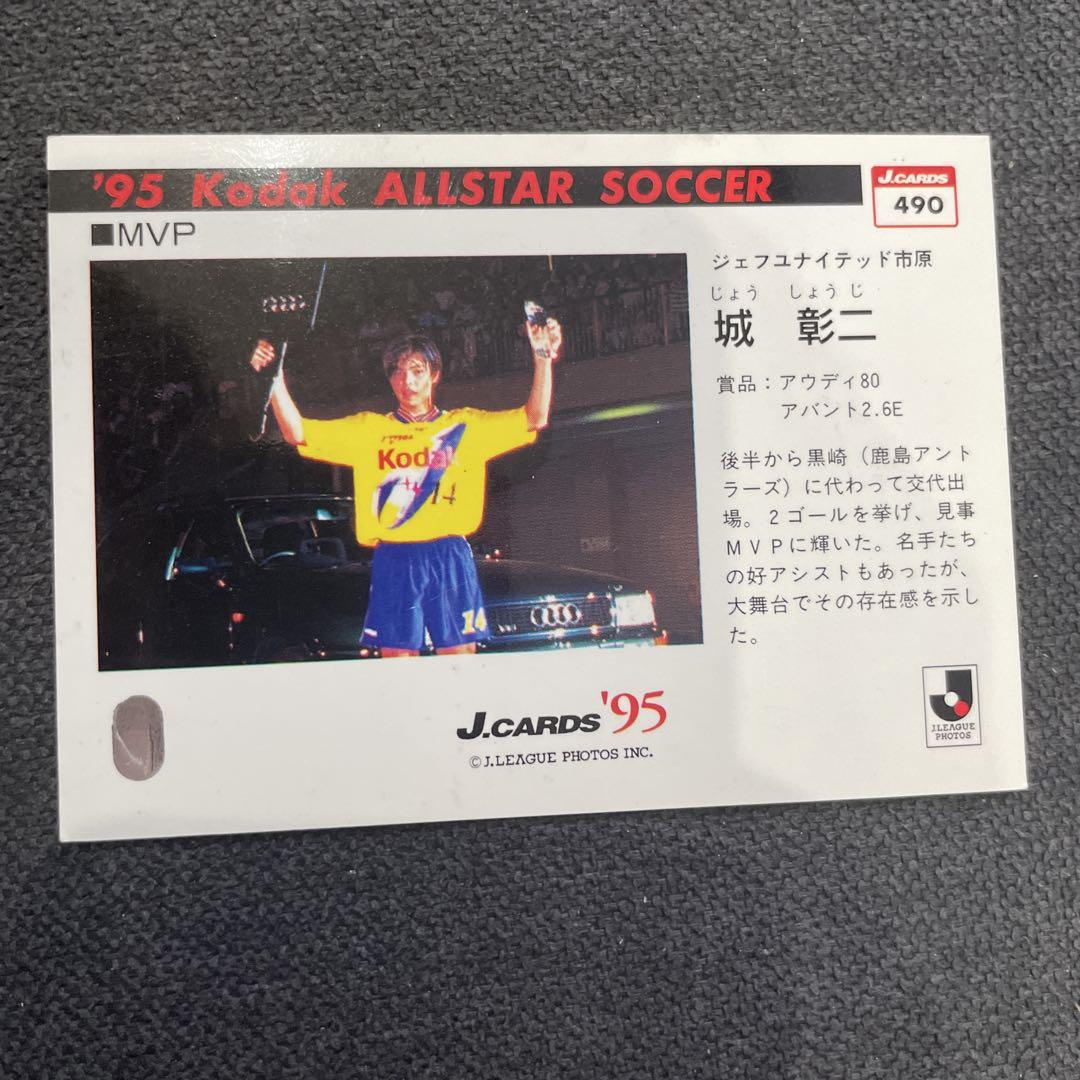 '95 Kodak ALLSTAR SOCCER
J.CARDS
490
■MVP
ジェフユナイテッド市原
じょう しょうじ
城 彰二
賞品：アウディ80
アバント2.6E
後半から黒崎（鹿島アント
ラーズ）に代わって交代出
場。2ゴールを挙げ、見事
MVPに輝いた。名手たち
の好アシストもあったが、
大舞台でその存在感を示し
た。
Kodak
14
14
J.CARDS '95
©J.LEAGUE PHOTOS INC.
J.LEAGUE
PHOTOS